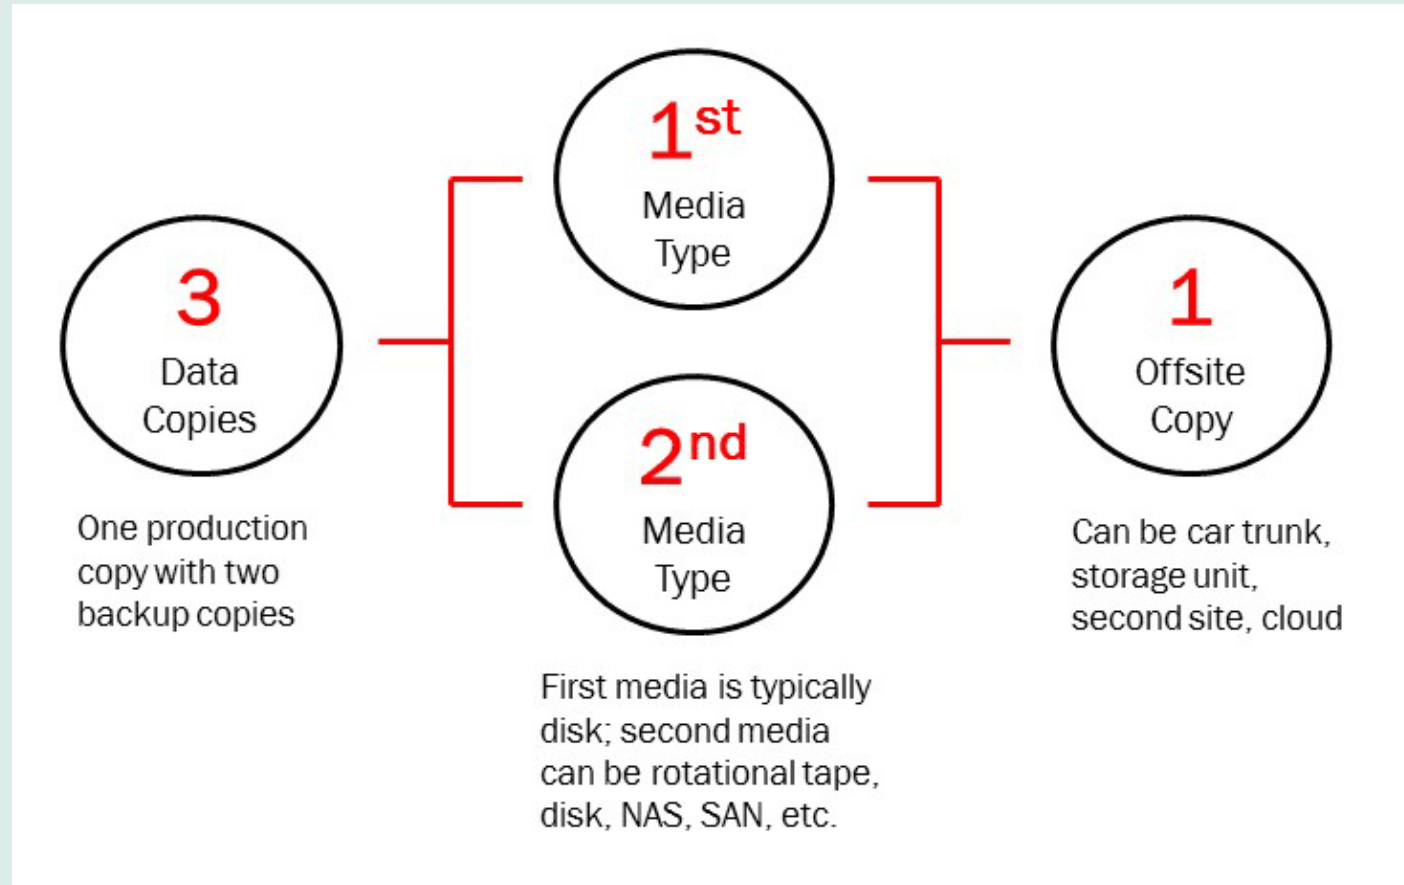 3
Data
Copies
One production
copy with two
backup copies
1st
Media
Type
2nd
Media
Type
First media is typically
disk; second media
can be rotational tape,
disk, NAS, SAN, etc.
1
Offsite
Copy
Can be car trunk,
storage unit,
second site, cloud